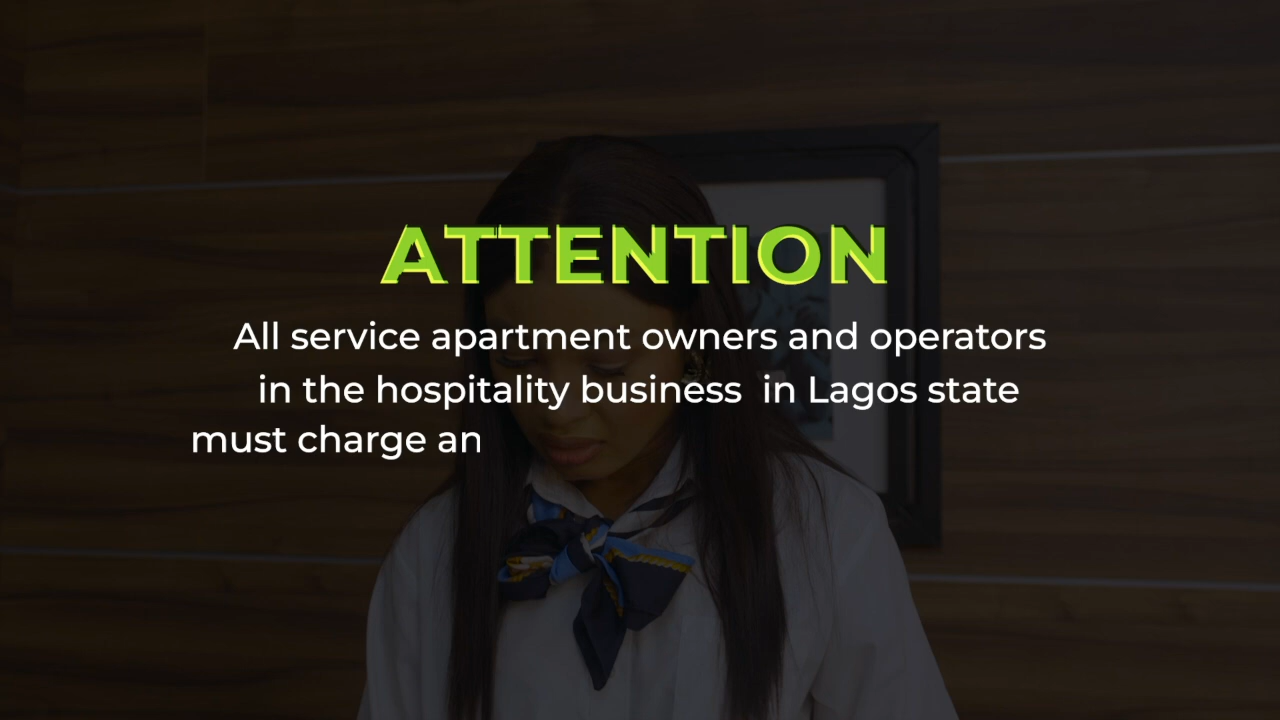 ATTENTION
All service apartment owners and operators
in the hospitality business  in Lagos state
must charge an